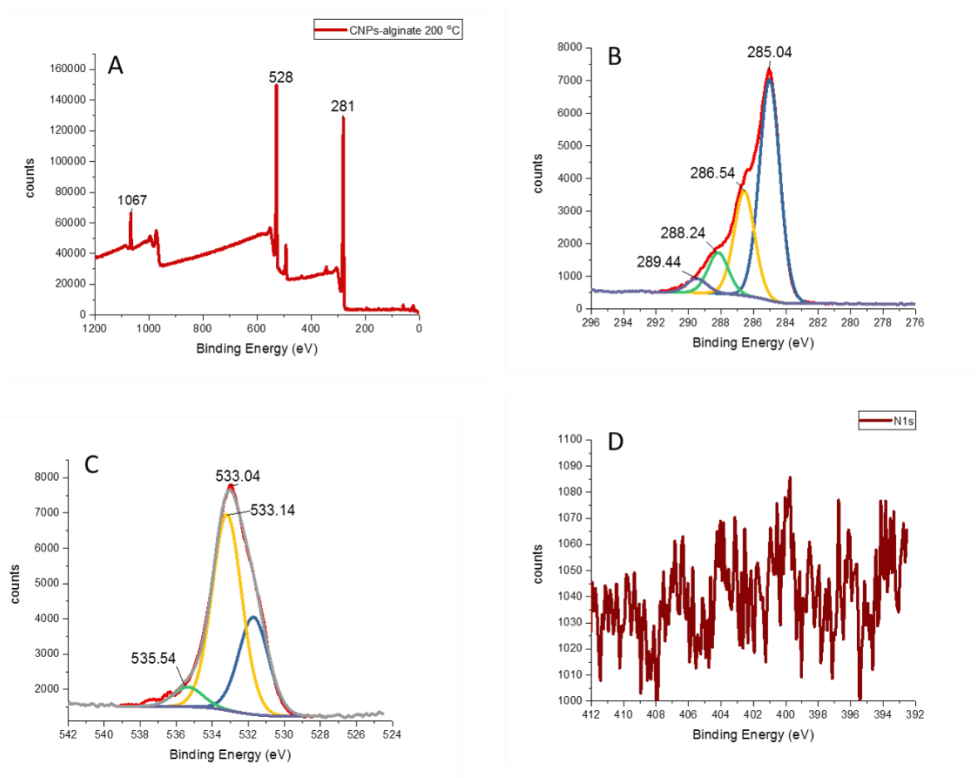 CNPs-alginate 200 °C
A
528
281
1067
160000
140000
120000
100000
80000
60000
40000
20000
0
counts
1200 1000 800 600 400 200 0
Binding Energy (eV)
B
285.04
286.54
288.24
289.44
8000
7000
6000
5000
4000
3000
2000
1000
0
counts
296 294 292 290 288 286 284 282 280 278 276
Binding Energy (eV)
C
533.04
533.14
535.54
8000
7000
6000
5000
4000
3000
2000
counts
542 540 538 536 534 532 530 528 526 524
Binding Energy (eV)
N1s
D
1100
1090
1080
1070
1060
1050
1040
1030
1020
1010
1000
counts
412 410 408 406 404 402 400 398 396 394 392
Binding Energy (eV)